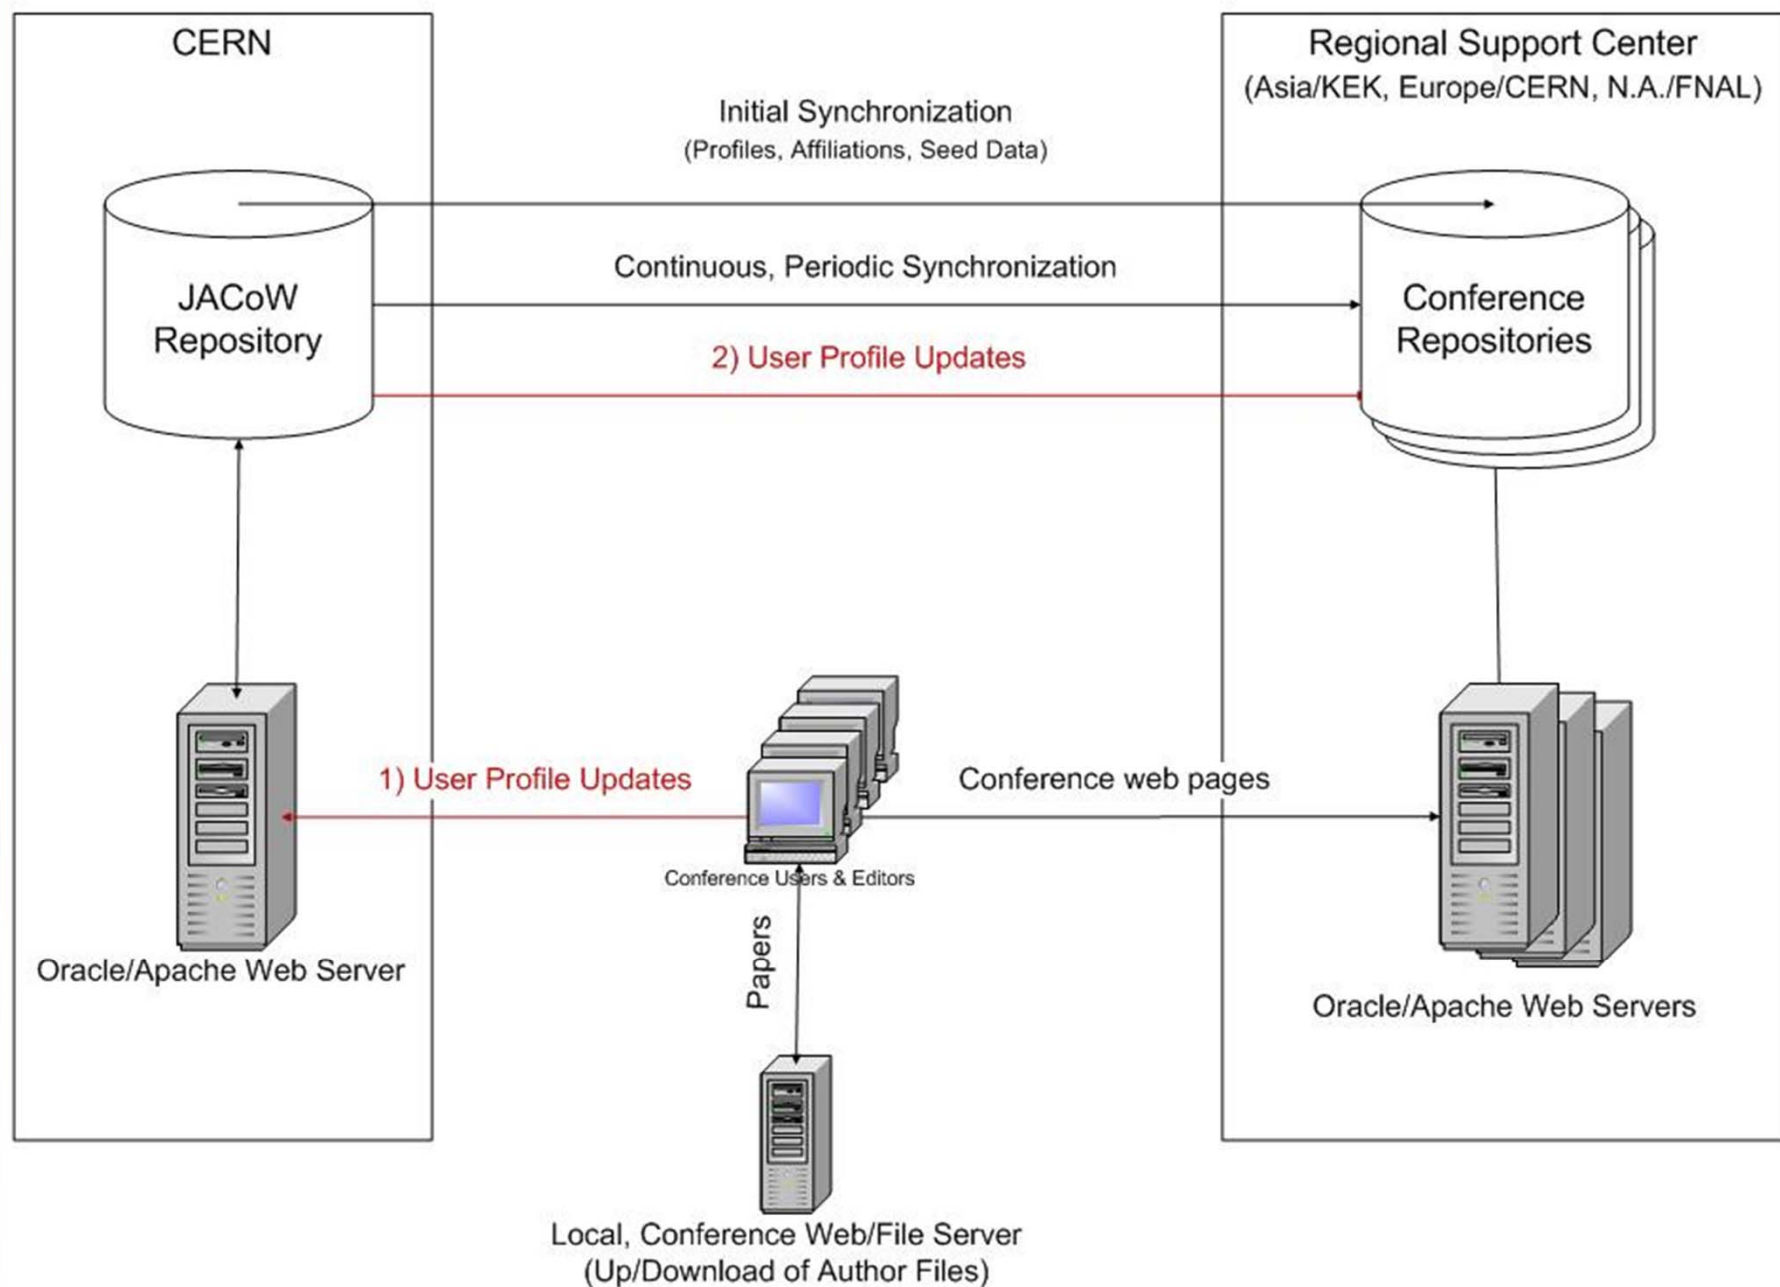 CERN
Regional Support Center
(Asia/KEK, Europe/CERN, N.A./FNAL)
Initial Synchronization
(Profiles, Affiliations, Seed Data)
Continuous, Periodic Synchronization
JACoW
Repository
Conference
Repositories
2) User Profile Updates
1) User Profile Updates
Conference web pages
Conference Users & Editors
Papers
Oracle/Apache Web Server
Oracle/Apache Web Servers
Local, Conference Web/File Server
(Up/Download of Author Files)